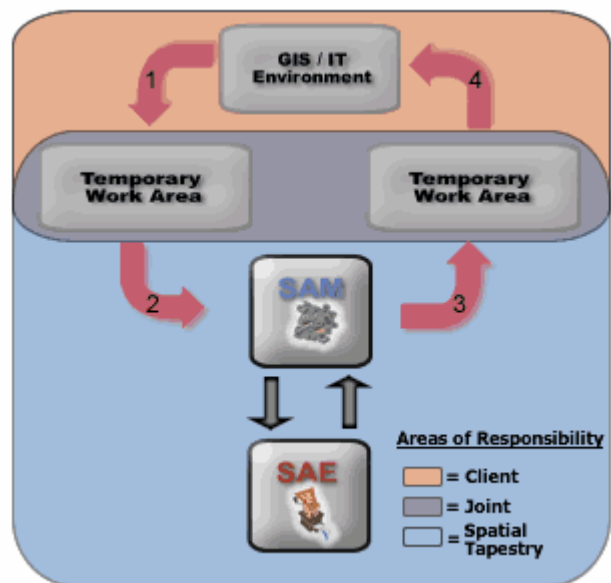 GIS / IT
Environment
1
4
Temporary
Work Area
Temporary
Work Area
2
SAM
3
SAE
Areas of Responsibility
= Client
= Joint
= Spatial
Tapestry